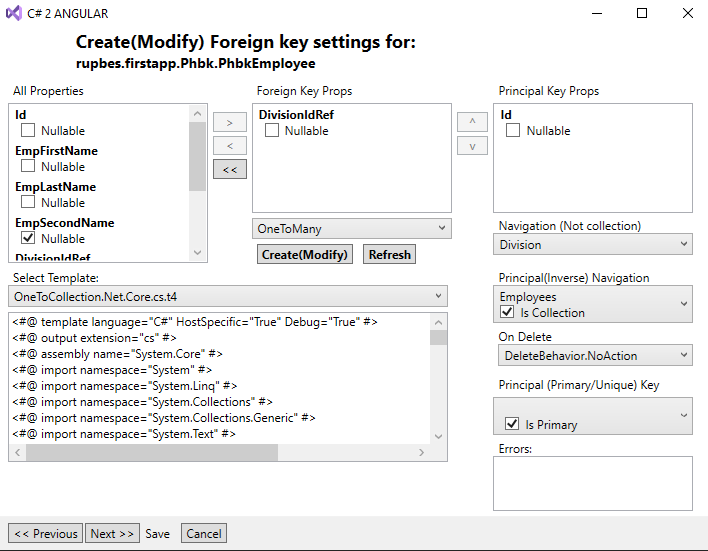 C# 2 ANGULAR
Create(Modify) Foreign key settings for:
rupbes.firstapp.Phbk.PhbkEmployee
All Properties
Id
Nullable
EmpFirstName
Nullable
EmpLastName
Nullable
EmpSecondName
Nullable
DivisionIdRef
>
<
<<
Foreign Key Props
DivisionIdRef
Nullable
OneToMany
Create(Modify)
Refresh
^
v
Principal Key Props
Id
Nullable
Navigation (Not collection)
Division
Principal(Inverse) Navigation
Employees
Is Collection
On Delete
DeleteBehavior.NoAction
Principal (Primary/Unique) Key
Is Primary
Errors:
Select Template:
OneToCollection.Net.Core.cs.t4
<#@ template language="C#" HostSpecific="True" Debug="True" #>
<#@ output extension="cs" #>
<#@ assembly name="System.Core" #>
<#@ import namespace="System" #>
<#@ import namespace="System.Linq" #>
<#@ import namespace="System.Collections" #>
<#@ import namespace="System.Collections.Generic" #>
<#@ import namespace="System.Text" #>
<< Previous
Next >>
Save
Cancel